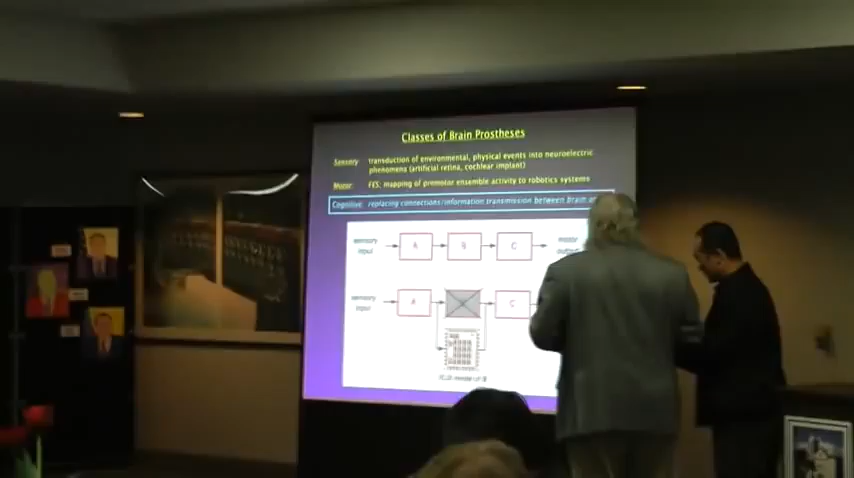 Classes of Brain Prostheses
Sensory: transduction of environmental, physical events into neuroelectric
phenomena (artificial retina, cochlear implant)
Motor: FES; mapping of premotor ensemble activity to robotics systems
Cognitive: replacing connections/information transmission between brain
sensory
input
A
B
C
motor
output
sensory
input
A
C